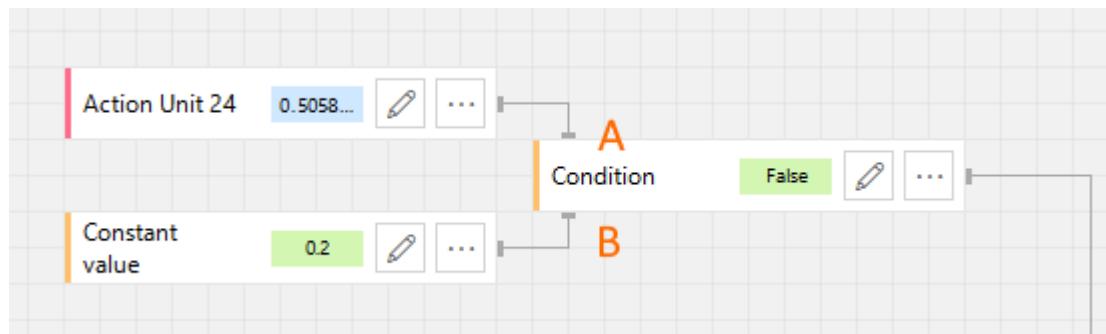 Action Unit 24
0.5058...
A
Condition
False
Constant
value
0.2
B